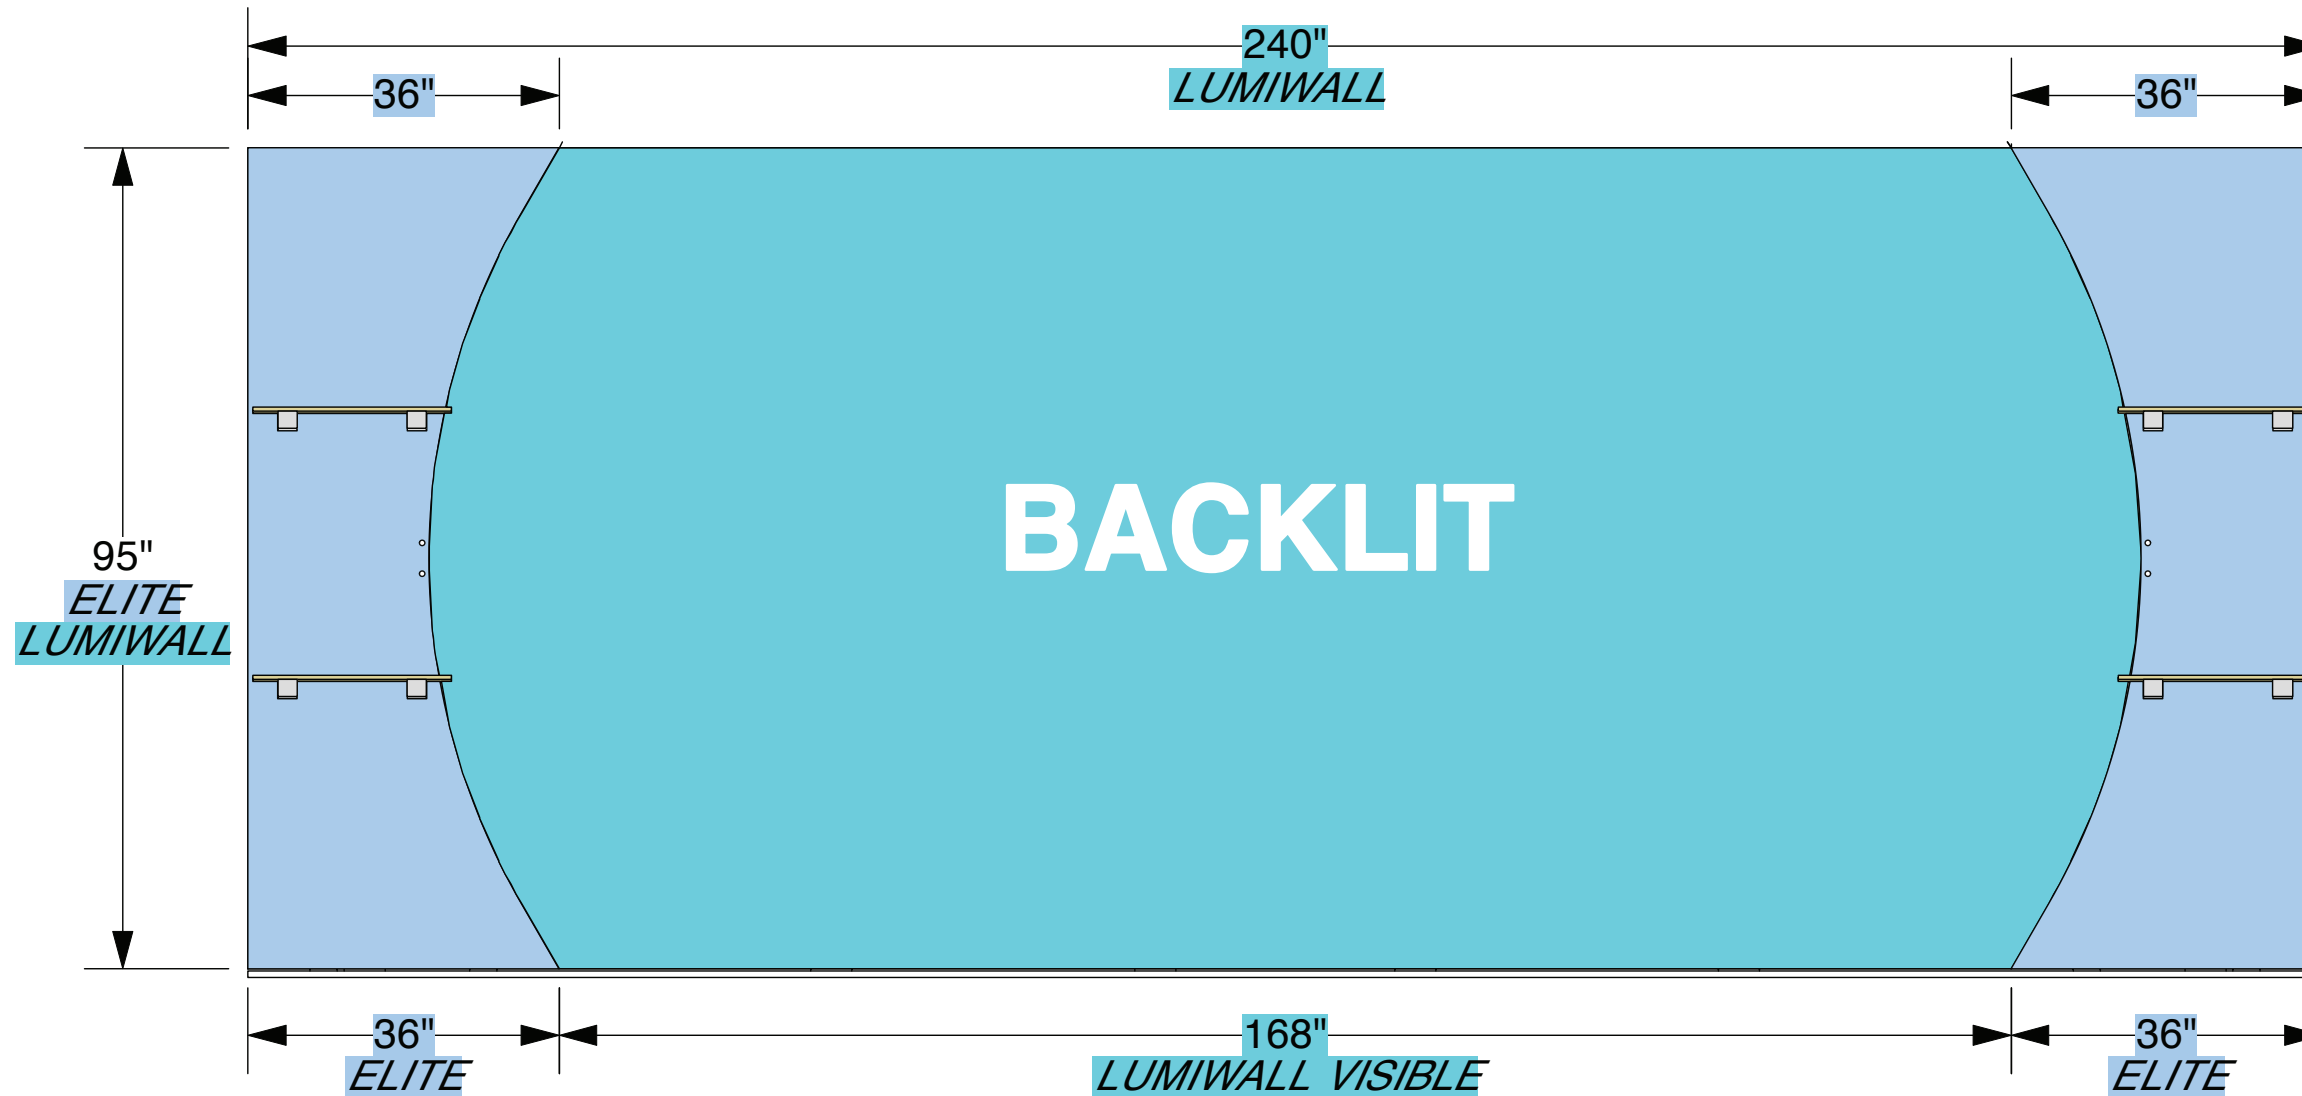 240"
LUMIWALL
36"
36"
BACKLIT
95"
ELITE
LUMIWALL
36"
ELITE
168"
LUMIWALL VISIBLE
36"
ELITE